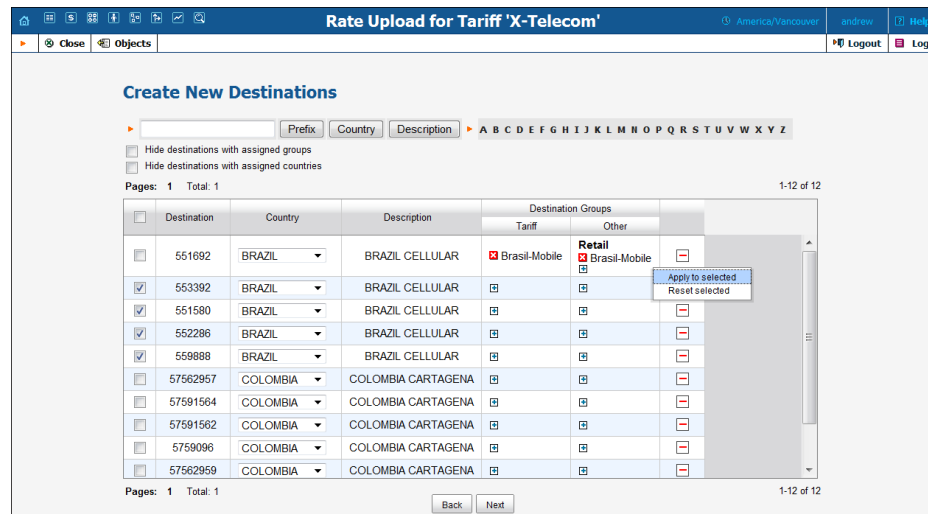 Rate Upload for Tariff 'X-Telecom'
America/Vancouver
andrew
Help
Close
Objects
Logout
Log
Create New Destinations
Prefix
Country
Description
A B C D E F G H I J K L M N O P Q R S T U V W X Y Z
Hide destinations with assigned groups
Hide destinations with assigned countries
Pages: 1 Total: 1
1-12 of 12
Destination Groups
Destination Country Description
Tariff Other
Retail
551692 BRAZIL BRAZIL CELLULAR Brasil-Mobile Brasil-Mobile
Apply to selected
Reset selected
553392 BRAZIL BRAZIL CELLULAR
551580 BRAZIL BRAZIL CELLULAR
552286 BRAZIL BRAZIL CELLULAR
559888 BRAZIL BRAZIL CELLULAR
57562957 COLOMBIA COLOMBIA CARTAGENA
57591564 COLOMBIA COLOMBIA CARTAGENA
57591562 COLOMBIA COLOMBIA CARTAGENA
5759096 COLOMBIA COLOMBIA CARTAGENA
57562959 COLOMBIA COLOMBIA CARTAGENA
Pages: 1 Total: 1
1-12 of 12
Back
Next